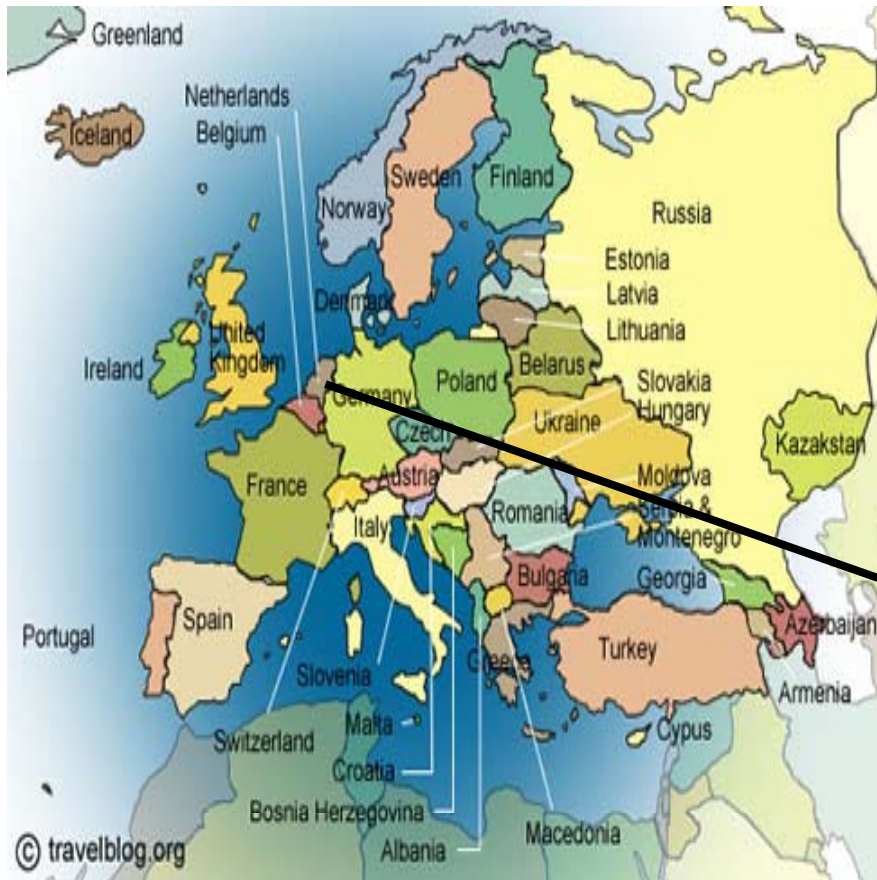 Greenland
Netherlands
Belgium
Iceland
Sweden
Finland
Norway
Russia
Estonia
Denmark
Latvia
Lithuania
United
Kingdom
Ireland
Belarus
Germany
Poland
Slovakia
Hungary
Ukraine
Czech
Kazakstan
France
Austria
Moldova
Romania
Serbia &
Montenegro
Italy
Bulgaria
Georgia
Spain
Portugal
Azerbaijan
Turkey
Greece
Slovenia
Armenia
Malta
Cypus
Switzerland
Croatia
Bosnia Herzegovina
Macedonia
Albania
© travelblog.org